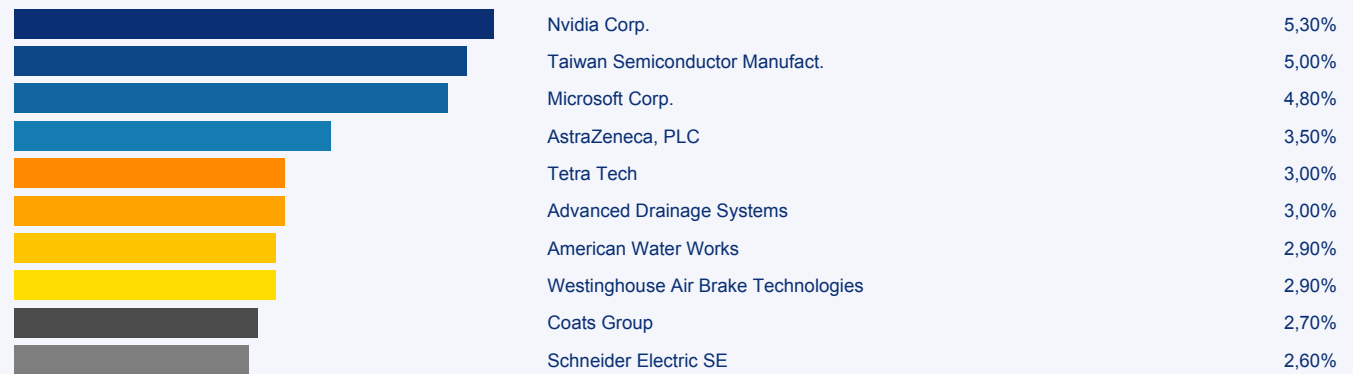 Nvidia Corp. 5,30%
Taiwan Semiconductor Manufact. 5,00%
Microsoft Corp. 4,80%
AstraZeneca, PLC 3,50%
Tetra Tech 3,00%
Advanced Drainage Systems 3,00%
American Water Works 2,90%
Westinghouse Air Brake Technologies 2,90%
Coats Group 2,70%
Schneider Electric SE 2,60%